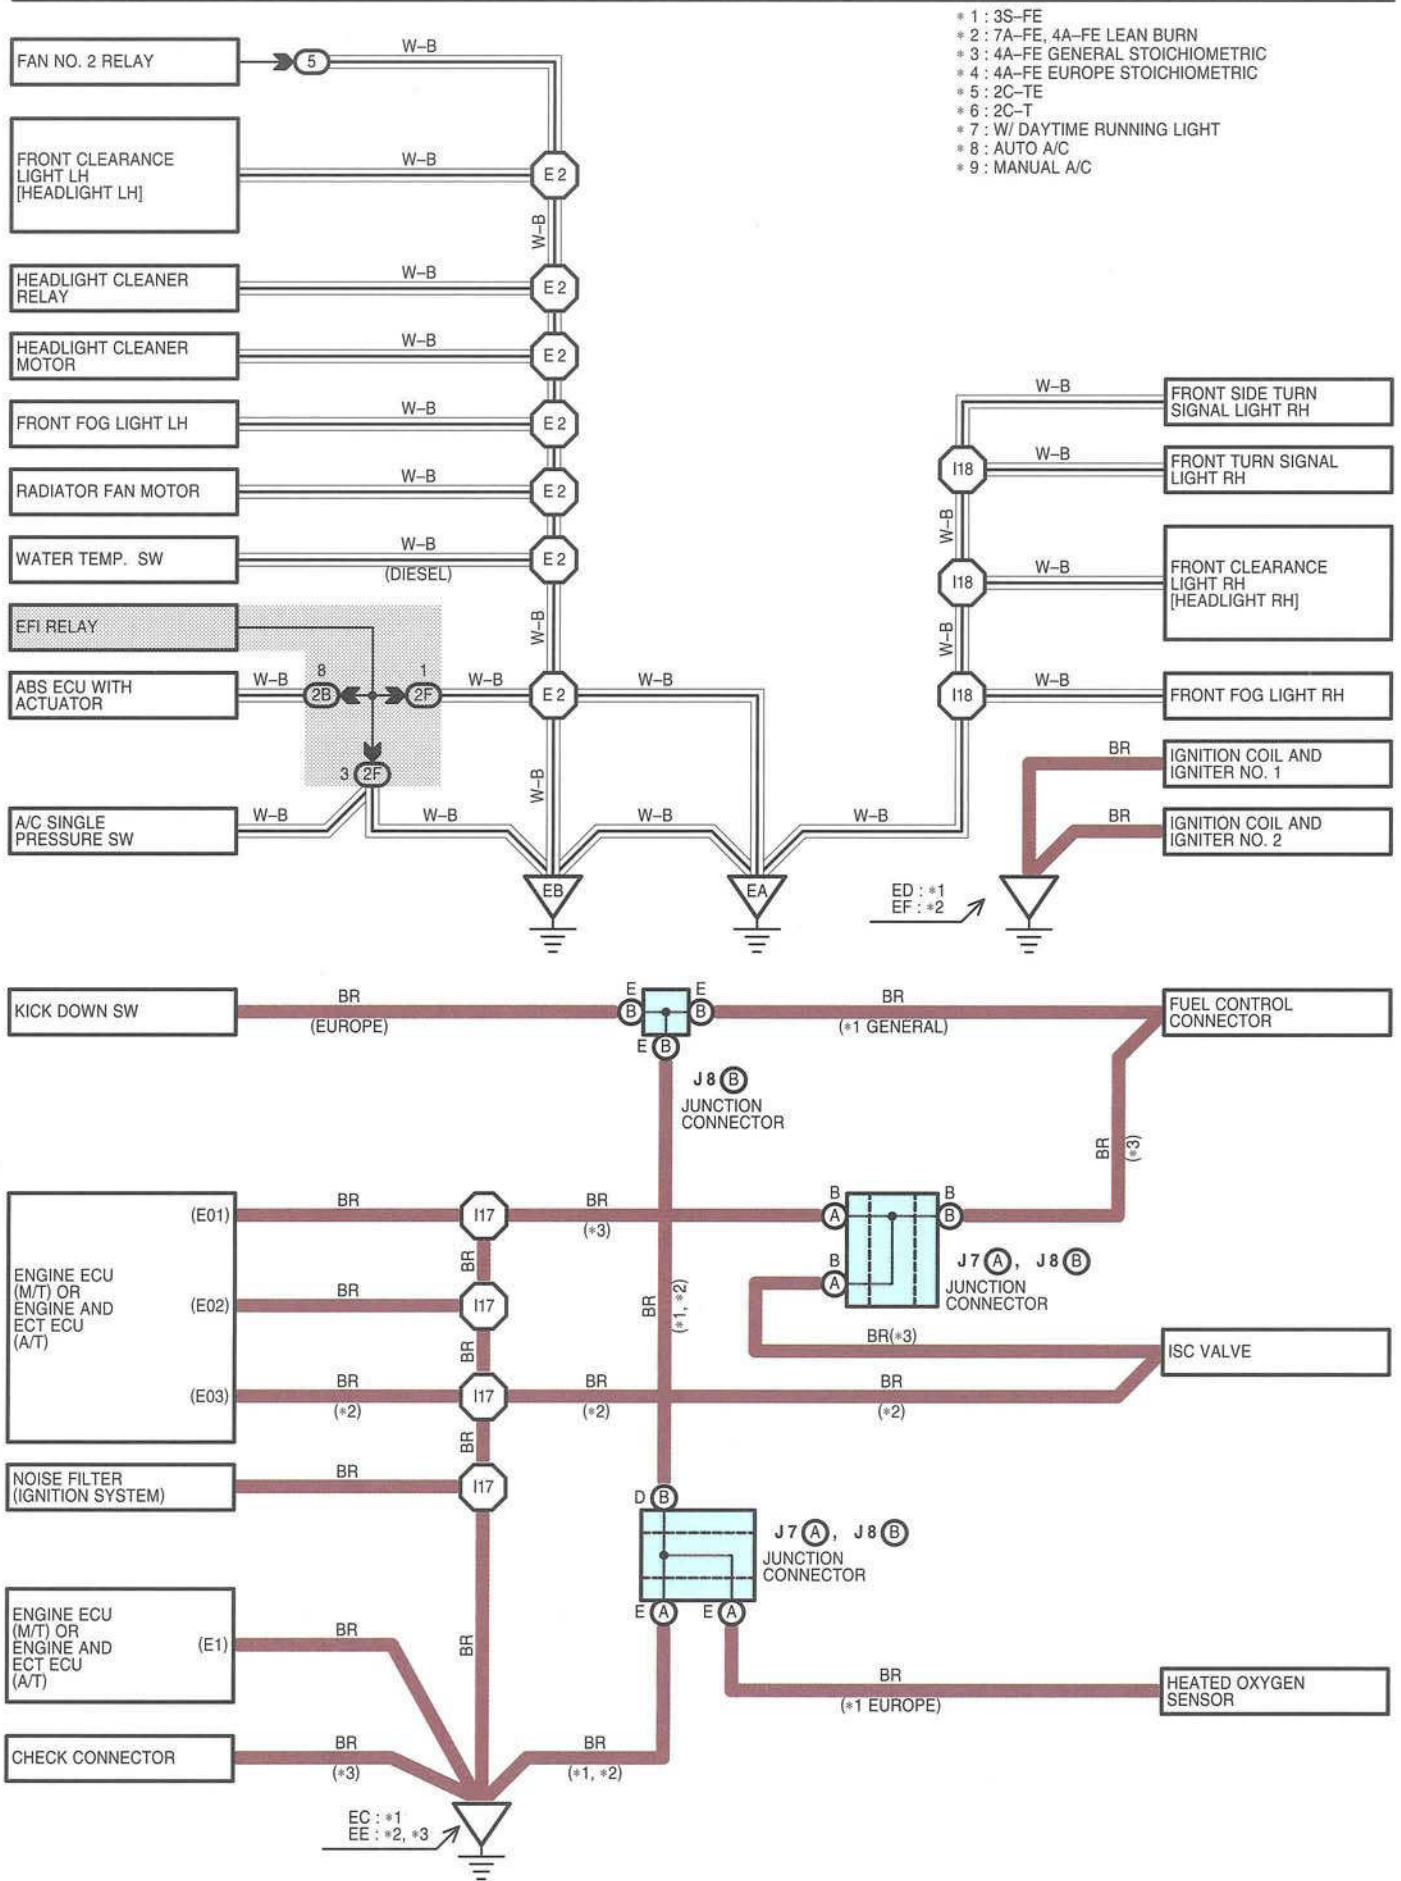 * 1 : 3S–FE
* 2 : 7A–FE, 4A–FE LEAN BURN
* 3 : 4A–FE GENERAL STOICHIOMETRIC
* 4 : 4A–FE EUROPE STOICHIOMETRIC
* 5 : 2C–TE
* 6 : 2C–T
* 7 : W/ DAYTIME RUNNING LIGHT
* 8 : AUTO A/C
* 9 : MANUAL A/C
FAN NO. 2 RELAY
5
W–B
FRONT CLEARANCE
LIGHT LH
[HEADLIGHT LH]
W–B
E 2
W–B
HEADLIGHT CLEANER
RELAY
W–B
E 2
HEADLIGHT CLEANER
MOTOR
W–B
E 2
FRONT FOG LIGHT LH
W–B
E 2
RADIATOR FAN MOTOR
W–B
E 2
WATER TEMP. SW
W–B
(DIESEL)
E 2
W–B
EFI RELAY
ABS ECU WITH
ACTUATOR
W–B
8
2B
1
2F
W–B
E 2
W–B
3
2F
W–B
A/C SINGLE
PRESSURE SW
W–B
W–B
W–B
W–B
EB
EA
W–B
FRONT SIDE TURN
SIGNAL LIGHT RH
I18
W–B
FRONT TURN SIGNAL
LIGHT RH
W–B
I18
W–B
FRONT CLEARANCE
LIGHT RH
[HEADLIGHT RH]
W–B
I18
W–B
FRONT FOG LIGHT RH
BR
IGNITION COIL AND
IGNITER NO. 1
BR
IGNITION COIL AND
IGNITER NO. 2
ED : *1
EF : *2
KICK DOWN SW
BR
(EUROPE)
E
B
E
B
E
B
BR
(*1 GENERAL)
FUEL CONTROL
CONNECTOR
J 8 B
JUNCTION
CONNECTOR
BR
(*3)
ENGINE ECU
(M/T) OR
ENGINE AND
ECT ECU
(A/T)
(E01)
BR
I17
BR
(*3)
B
A
B
B
BR
B
A
J 7 A , J 8 B
JUNCTION
CONNECTOR
(E02)
BR
I17
BR
(*1, *2)
BR
BR(*3)
ISC VALVE
(E03)
BR
(*2)
I17
BR
(*2)
BR
(*2)
BR
NOISE FILTER
(IGNITION SYSTEM)
BR
I17
D
B
J 7 A , J 8 B
JUNCTION
CONNECTOR
E
A
E
A
ENGINE ECU
(M/T) OR
ENGINE AND
ECT ECU
(A/T)
(E1)
BR
BR
BR
(*1 EUROPE)
HEATED OXYGEN
SENSOR
CHECK CONNECTOR
BR
(*3)
BR
(*1, *2)
EC : *1
EE : *2, *3